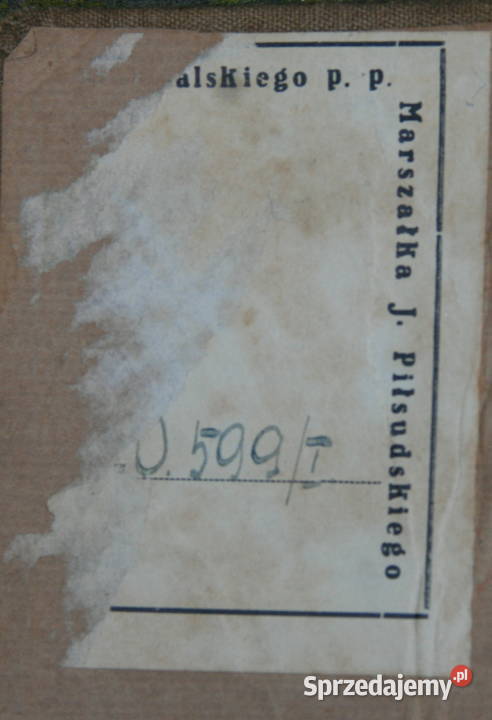 alskiego p. p.
Marszałka J. Piłsudskiego
J. 599/I
Sprzedajemy.pl